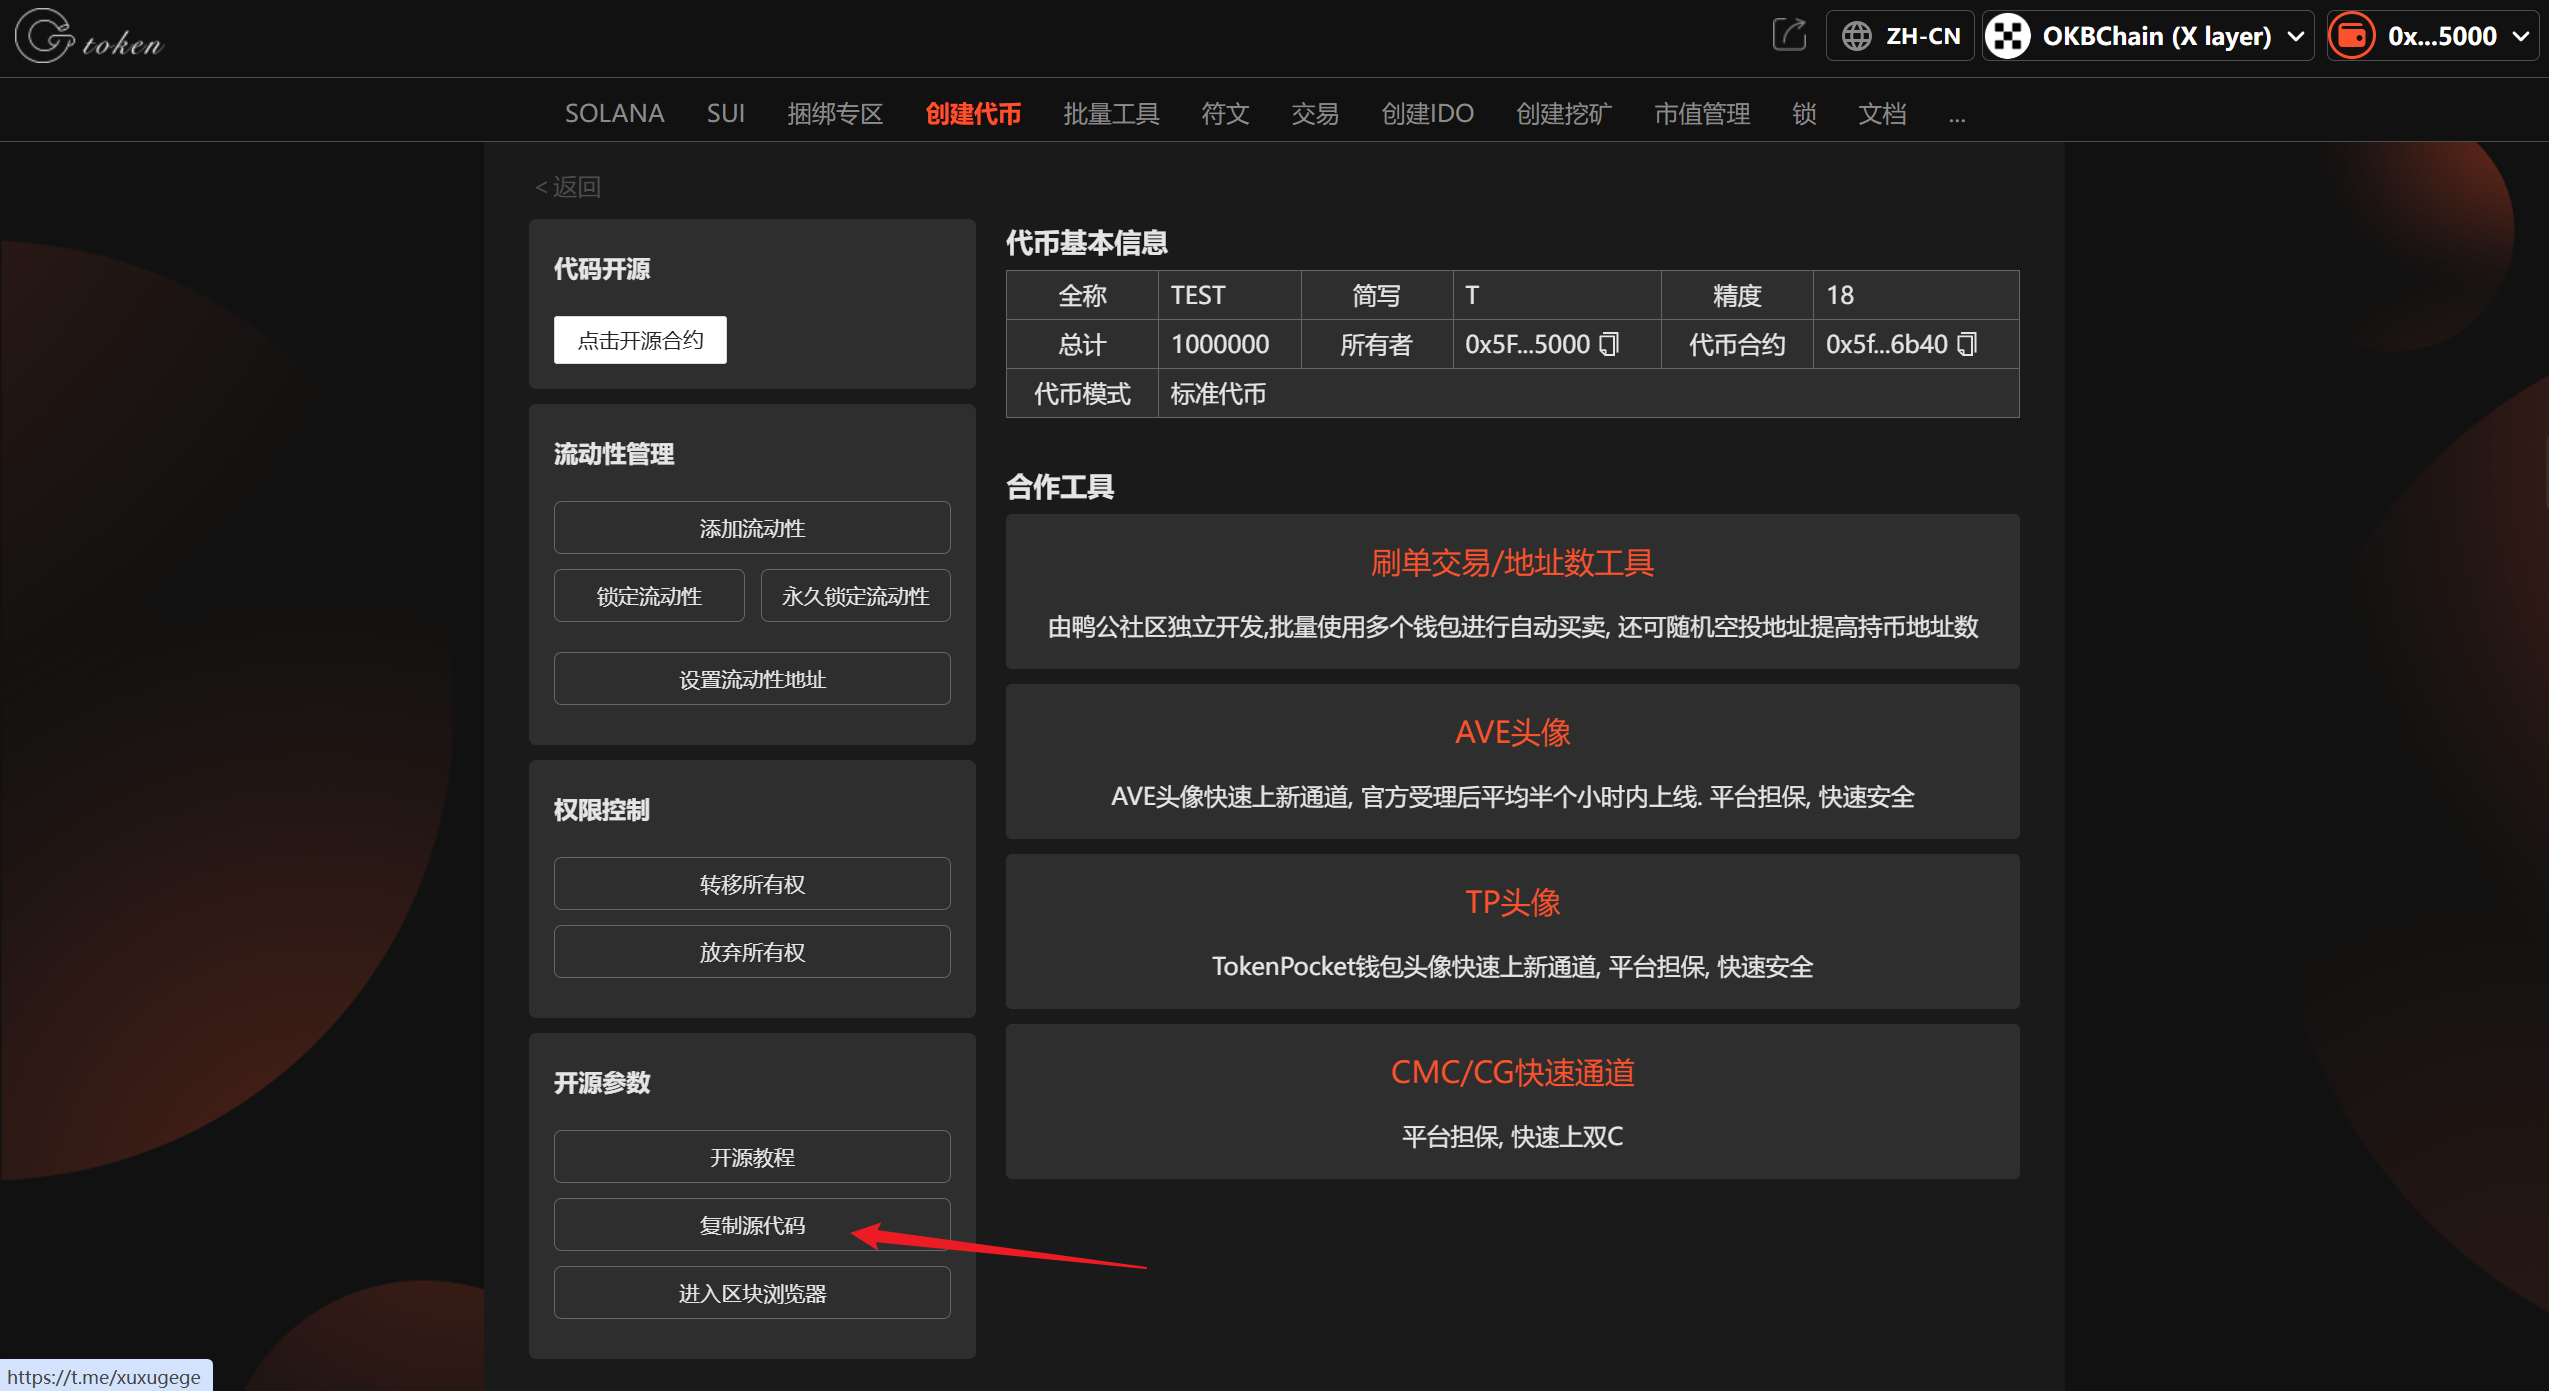 Gtoken
ZH-CN
OKBChain (X layer)
0x...5000
SOLANA SUI 捆绑专区 创建代币 批量工具 符文 交易 创建IDO 创建挖矿 市值管理 锁 文档 ...
< 返回
代码开源
点击开源合约
流动性管理
添加流动性
锁定流动性 永久锁定流动性
设置流动性地址
权限控制
转移所有权
放弃所有权
开源参数
开源教程
复制源代码
进入区块浏览器
代币基本信息
全称 TEST 简写 T 精度 18
总计 1000000 所有者 0x5F...5000 代币合约 0x5f...6b40
代币模式 标准代币
合作工具
刷单交易/地址数工具
由鸭公社区独立开发,批量使用多个钱包进行自动买卖, 还可随机空投地址提高持币地址数
AVE头像
AVE头像快速上新通道, 官方受理后平均半个小时内上线. 平台担保, 快速安全
TP头像
TokenPocket钱包头像快速上新通道, 平台担保, 快速安全
CMC/CG快速通道
平台担保, 快速上双C
https://t.me/xuxugege